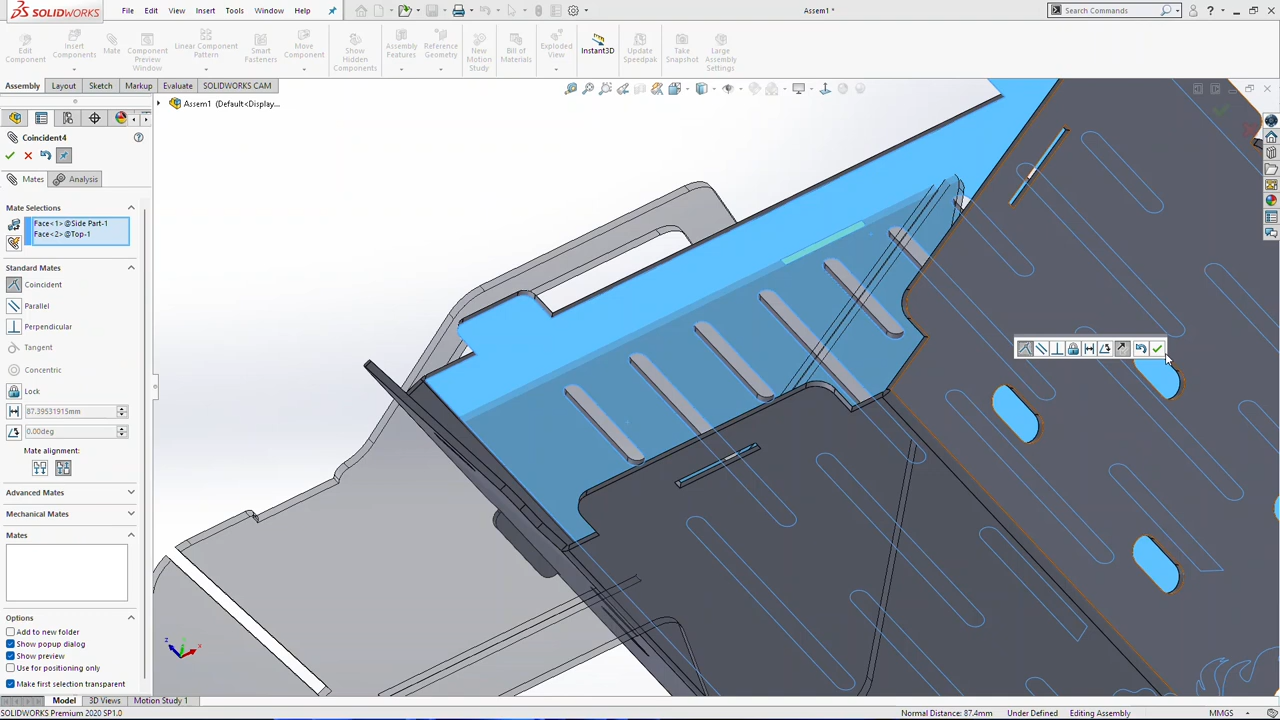 SOLIDWORKS
File Edit View Insert Tools Window Help
Assem1 *
Search Commands
Edit Component
Insert Components
Mate
Component Preview Window
Linear Component Pattern
Smart Fasteners
Move Component
Show Hidden Components
Assembly Features
Reference Geometry
New Motion Study
Bill of Materials
Exploded View
Instant3D
Update Speedpak
Take Snapshot
Large Assembly Settings
Assembly Layout Sketch Markup Evaluate SOLIDWORKS CAM
Assem1 (Default<Display...
Coincident4
Mates Analysis
Mate Selections
Face<1>@Side Part-1
Face<2>@Top-1
Standard Mates
Coincident
Parallel
Perpendicular
Tangent
Concentric
Lock
87.39531915mm
0.00deg
Mate alignment:
Advanced Mates
Mechanical Mates
Mates
Options
Add to new folder
Show popup dialog
Show preview
Use for positioning only
Make first selection transparent
Model 3D Views Motion Study 1
SOLIDWORKS Premium 2020 SP1.0
Normal Distance: 87.4mm Under Defined Editing Assembly MMGS